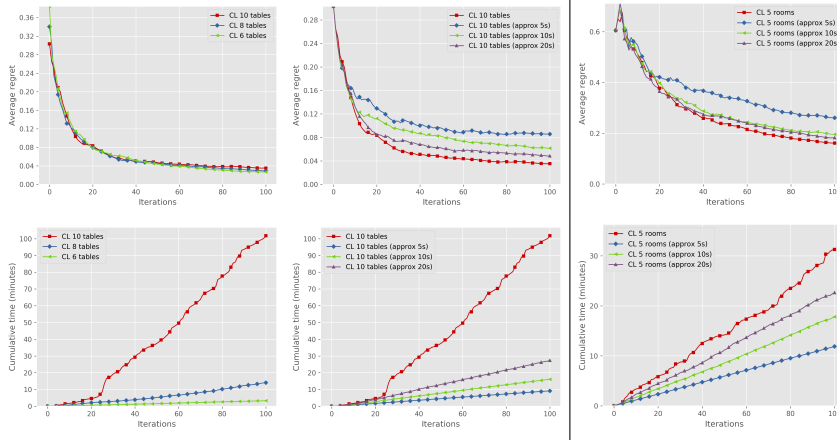 CL 10 tables
CL 8 tables
CL 6 tables
0.36
0.32
0.28
0.24
0.20
0.16
0.12
0.08
0.04
0.00
Average regret
0 20 40 60 80 100
Iterations
CL 10 tables
CL 10 tables (approx 5s)
CL 10 tables (approx 10s)
CL 10 tables (approx 20s)
0.28
0.24
0.20
0.16
0.12
0.08
0.04
0.00
Average regret
0 20 40 60 80 100
Iterations
CL 5 rooms
CL 5 rooms (approx 5s)
CL 5 rooms (approx 10s
CL 5 rooms (approx 20s
0.6
0.4
0.2
0.0
Average regret
0 20 40 60 80 100
Iterations
CL 10 tables
CL 8 tables
CL 6 tables
100
90
80
70
60
50
40
30
20
10
0
Cumulative time (minutes)
0 20 40 60 80 100
Iterations
CL 10 tables
CL 10 tables (approx 5s)
CL 10 tables (approx 10s)
CL 10 tables (approx 20s)
100
90
80
70
60
50
40
30
20
10
0
Cumulative time (minutes)
0 20 40 60 80 100
Iterations
CL 5 rooms
CL 5 rooms (approx 5s)
CL 5 rooms (approx 10s)
CL 5 rooms (approx 20s)
30
20
10
0
Cumulative time (minutes)
0 20 40 60 80 100
Iterations